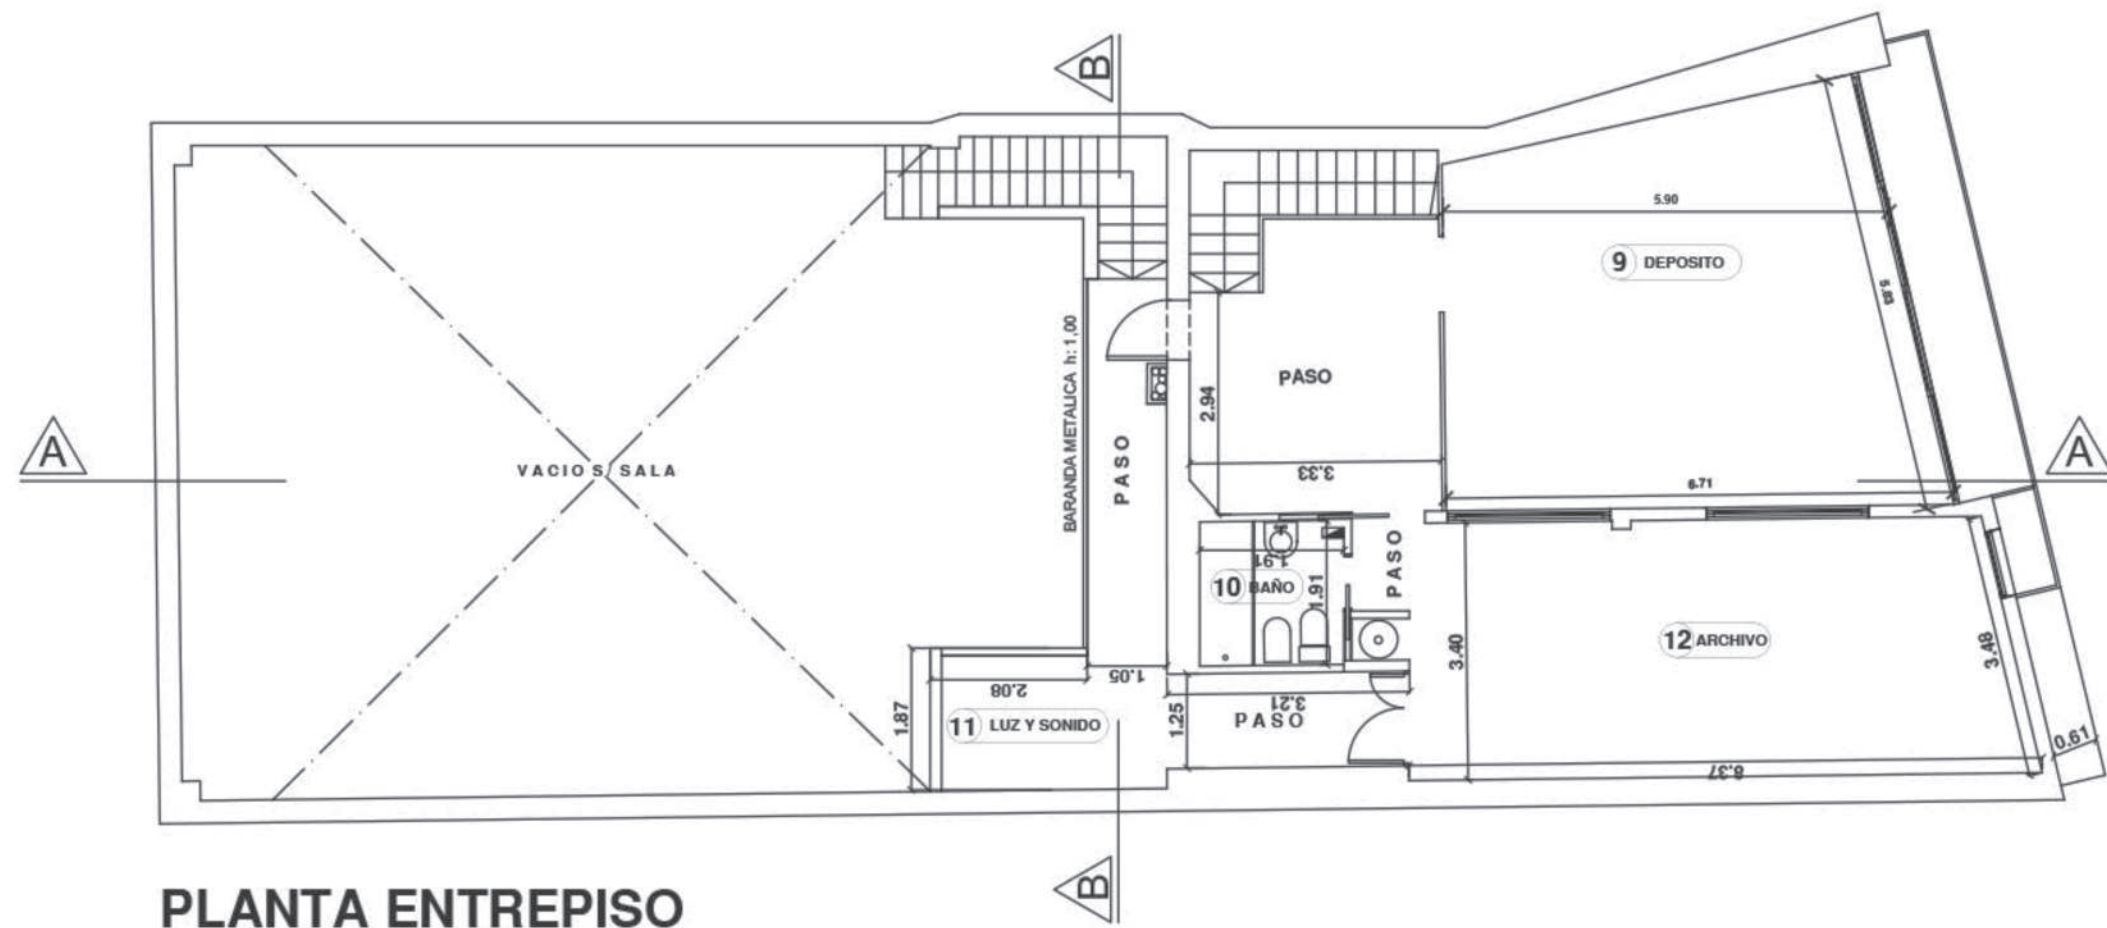 B
5.90
9 DEPOSITO
5.83
BARANDA METALICA h: 1,00
PASO
2.94
PASO
A
VACIO S/ SALA
A
3.33
6.71
1.91
10 BAÑO
1.91
PASO
3.40
12 ARCHIVO
3.48
1.05
2.08
3.21
1.87
11 LUZ Y SONIDO
1.25
PASO
0.61
8.37
B
PLANTA ENTREPISO